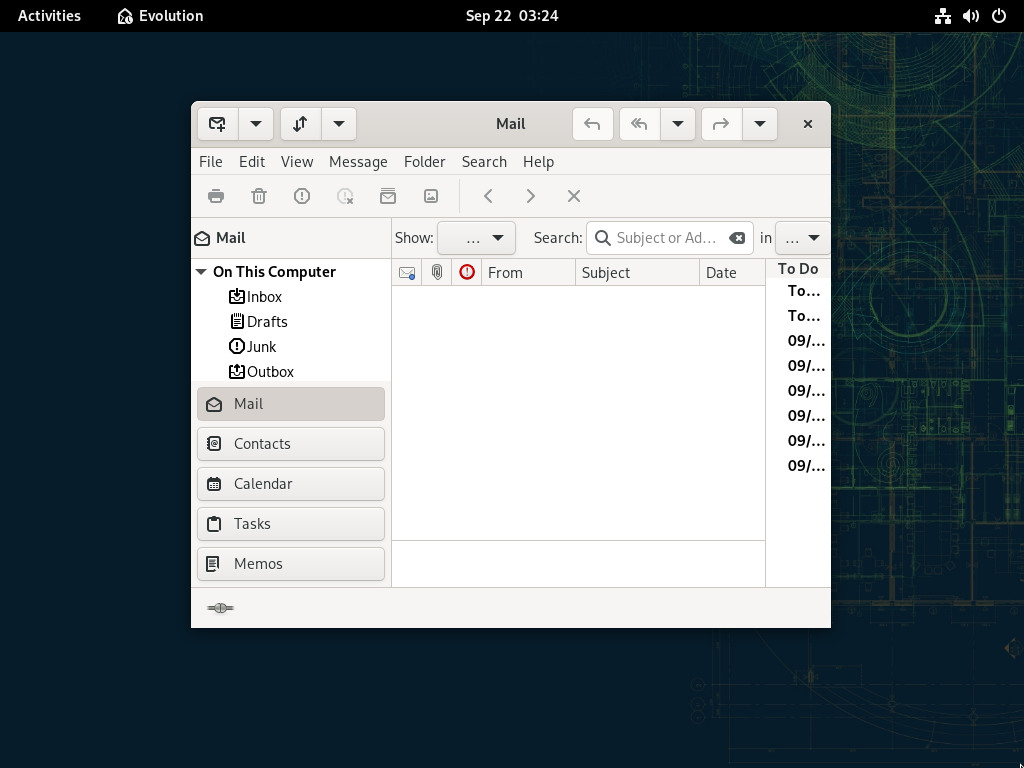 Activities Evolution Sep 22 03:24
Mail
File Edit View Message Folder Search Help
Mail Show: ... Search: Subject or Ad... in ...
On This Computer From Subject Date To Do
Inbox
Drafts
Junk
Outbox
To...
To...
09/...
09/...
09/...
09/...
09/...
09/...
Mail
Contacts
Calendar
Tasks
Memos